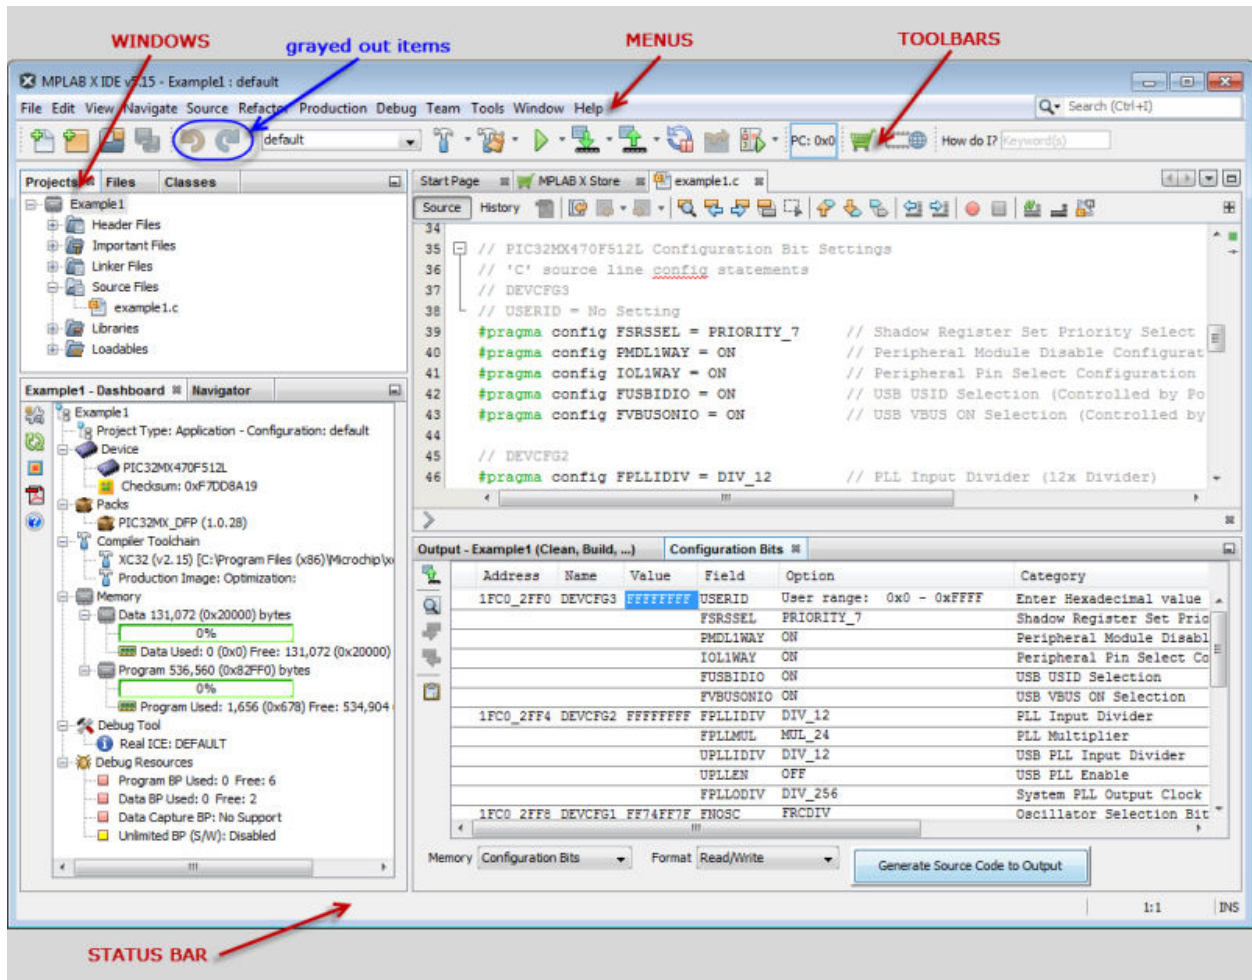 WINDOWS
grayed out items
MENUS
TOOLBARS
MPLAB X IDE v5.15 - Example1 : default
File Edit View Navigate Source Refactor Production Debug Team Tools Window Help
Search (Ctrl+I)
default
PC: 0x0
How do I?
Keyword(s)
Projects Files Classes
Example1
Header Files
Important Files
Linker Files
Source Files
example1.c
Libraries
Loadables
Start Page MPLAB X Store example1.c
Source History
34
35 // PIC32MX470F512L Configuration Bit Settings
36 // 'C' source line config statements
37 // DEVCFG3
38 // USERID = No Setting
39 #pragma config FSRSSEL = PRIORITY_7 // Shadow Register Set Priority Select
40 #pragma config PMDL1WAY = ON // Peripheral Module Disable Configurat
41 #pragma config IOL1WAY = ON // Peripheral Pin Select Configuration
42 #pragma config FUSBIDIO = ON // USB USID Selection (Controlled by Po
43 #pragma config FVBUSONIO = ON // USB VBUS ON Selection (Controlled by
44
45 // DEVCFG2
46 #pragma config FPLLIDIV = DIV_12 // PLL Input Divider (12x Divider)
Example1 - Dashboard Navigator
Example1
Project Type: Application - Configuration: default
Device
PIC32MX470F512L
Checksum: 0xF7DD8A19
Packs
PIC32MX_DFP (1.0.28)
Compiler Toolchain
XC32 (v2.15) [C:\Program Files (x86)\Microchip\x
Production Image: Optimization:
Memory
Data 131,072 (0x20000) bytes
0%
Data Used: 0 (0x0) Free: 131,072 (0x20000)
Program 536,560 (0x82FF0) bytes
0%
Program Used: 1,656 (0x678) Free: 534,904
Debug Tool
Real ICE: DEFAULT
Debug Resources
Program BP Used: 0 Free: 6
Data BP Used: 0 Free: 2
Data Capture BP: No Support
Unlimited BP (S/W): Disabled
Output - Example1 (Clean, Build, ...) Configuration Bits
Address Name Value Field Option Category
1FC0_2FF0 DEVCFG3 FFFFFFFF USERID User range: 0x0 - 0xFFFF Enter Hexadecimal value
FSRSSEL PRIORITY_7 Shadow Register Set Prio
PMDL1WAY ON Peripheral Module Disabl
IOL1WAY ON Peripheral Pin Select Co
FUSBIDIO ON USB USID Selection
FVBUSONIO ON USB VBUS ON Selection
1FC0_2FF4 DEVCFG2 FFFFFFFF FPLLIDIV DIV_12 PLL Input Divider
FPLLMUL MUL_24 PLL Multiplier
UPLLIDIV DIV_12 USB PLL Input Divider
UPLLEN OFF USB PLL Enable
FPLLODIV DIV_256 System PLL Output Clock
1FC0_2FF8 DEVCFG1 FF74FF7F FNOSC FRCDIV Oscillator Selection Bit
Memory Configuration Bits Format Read/Write Generate Source Code to Output
1:1 INS
STATUS BAR